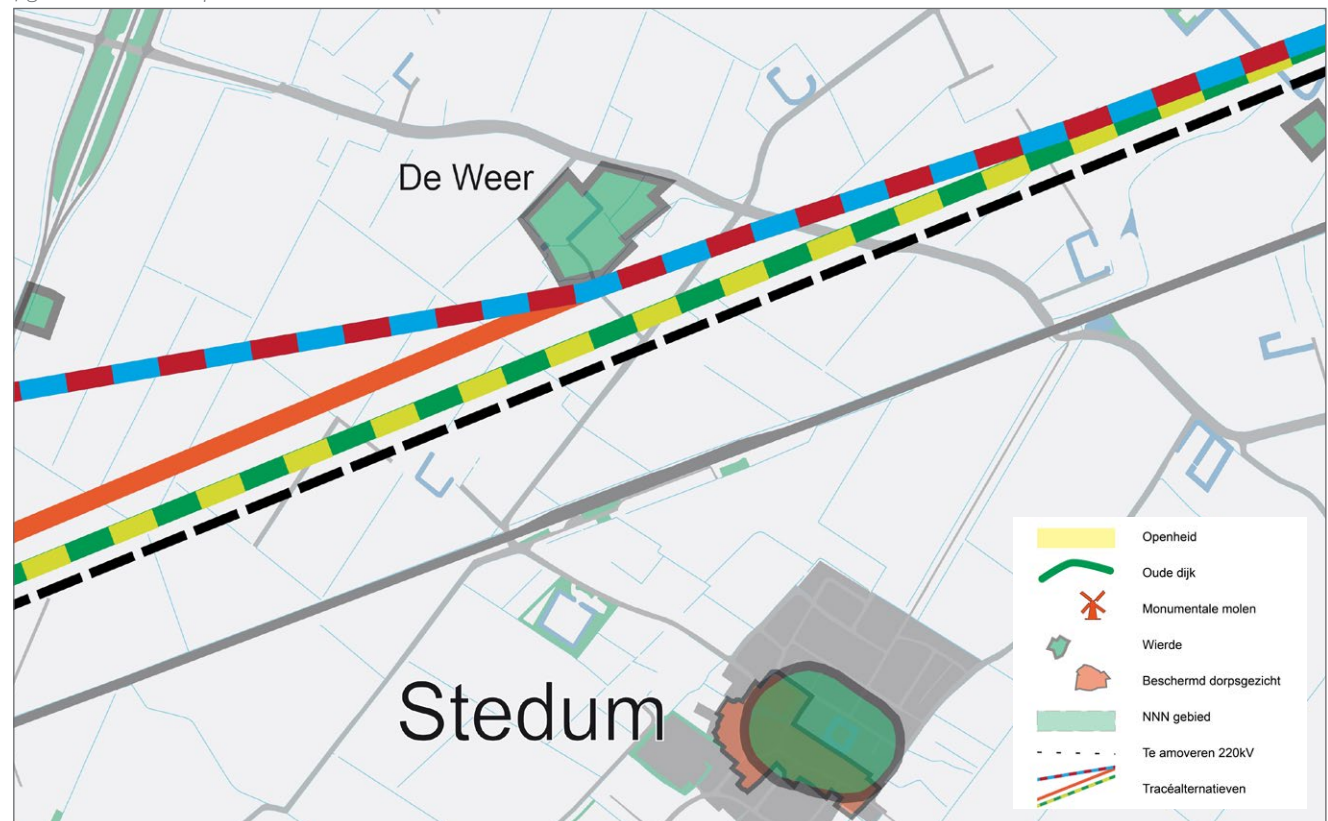 De Weer
Stedum
Openheid
Oude dijk
Monumentale molen
Wierde
Beschermd dorpsgezicht
NNN gebied
Te amoveren 220kV
Tracéalternatieven